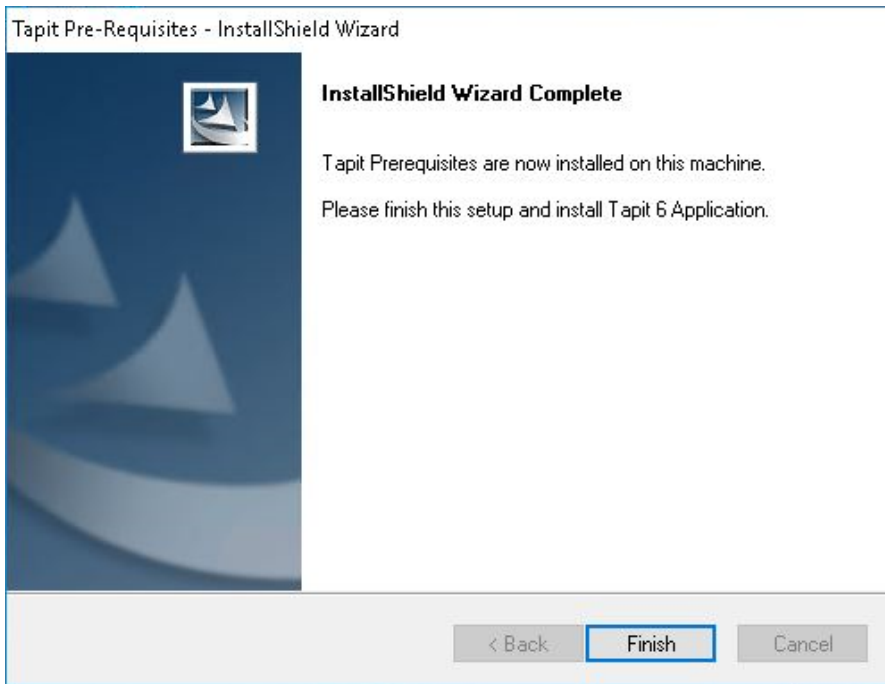 Tapit Pre-Requisites - InstallShield Wizard
InstallShield Wizard Complete
Tapit Prerequisites are now installed on this machine.
Please finish this setup and install Tapit 6 Application.
< Back
Finish
Cancel